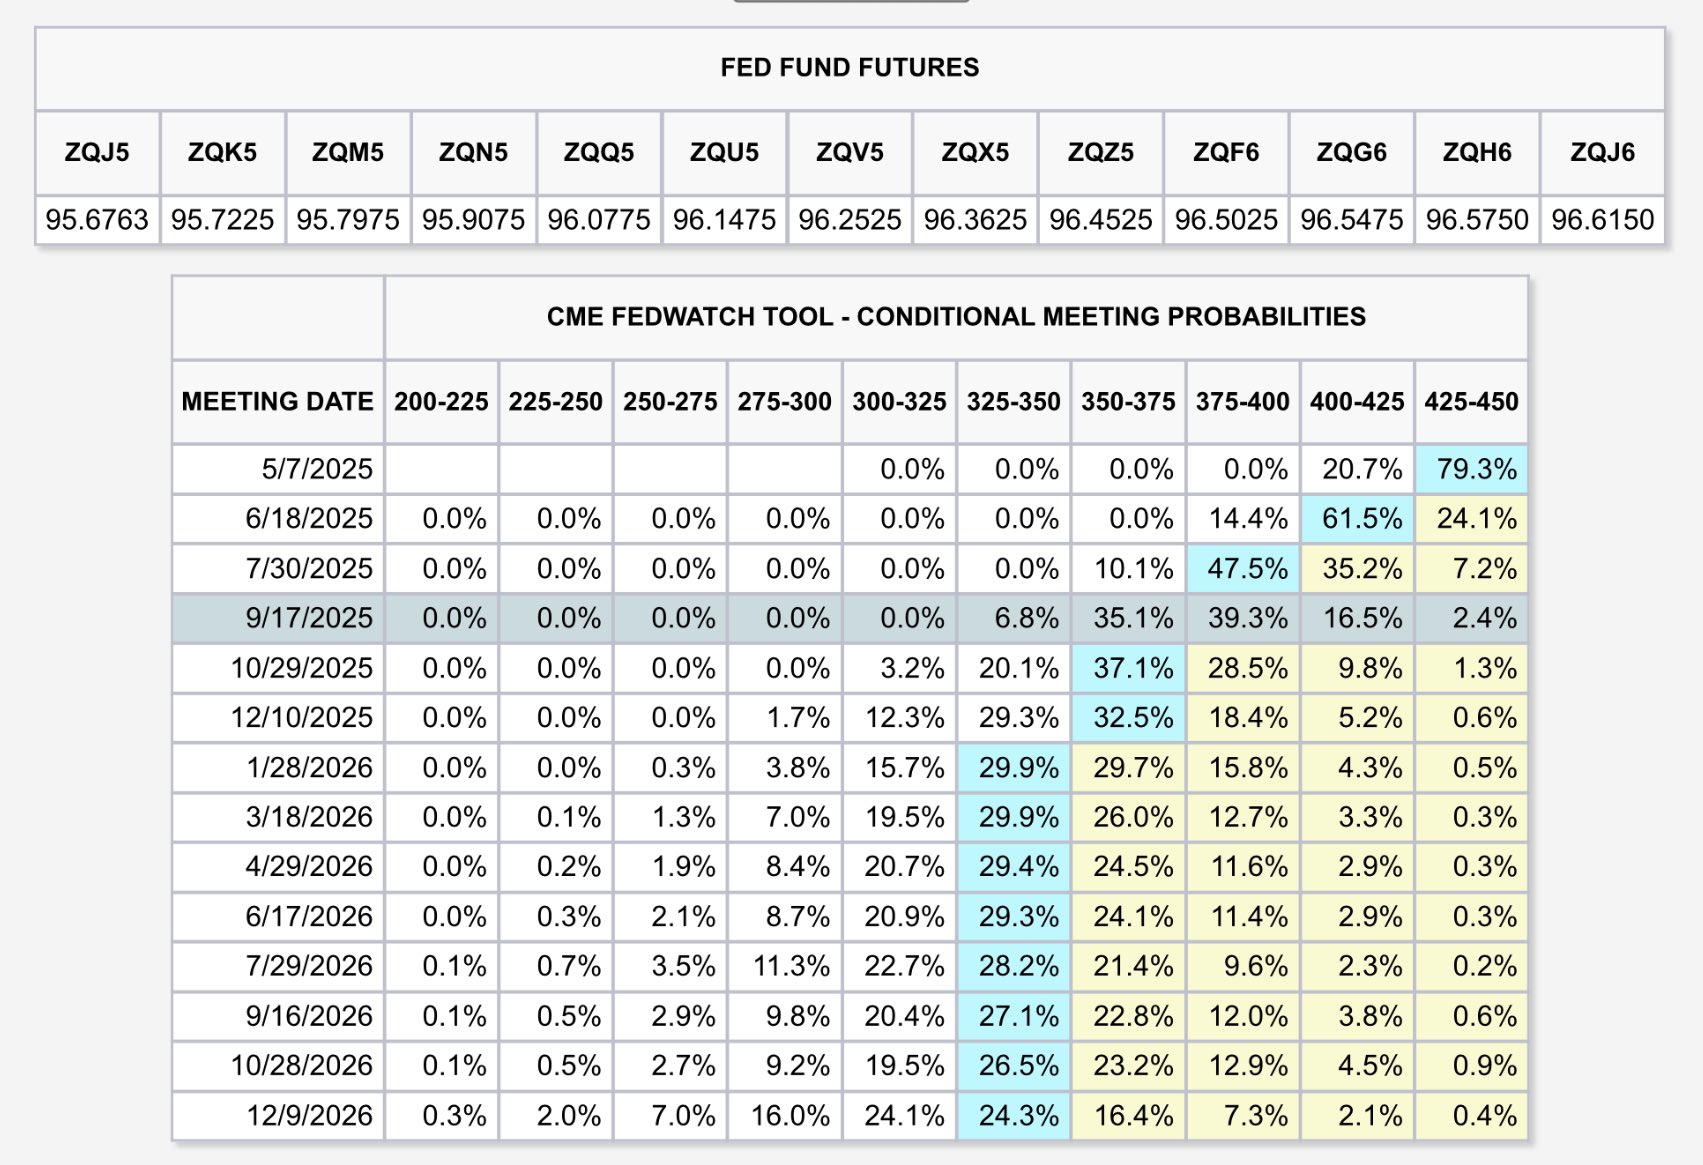 FED FUND FUTURES
ZQJ5 ZQK5 ZQM5 ZQN5 ZQQ5 ZQU5 ZQV5 ZQX5 ZQZ5 ZQF6 ZQG6 ZQH6 ZQJ6
95.6763 95.7225 95.7975 95.9075 96.0775 96.1475 96.2525 96.3625 96.4525 96.5025 96.5475 96.5750 96.6150
CME FEDWATCH TOOL - CONDITIONAL MEETING PROBABILITIES
MEETING DATE 200-225 225-250 250-275 275-300 300-325 325-350 350-375 375-400 400-425 425-450
5/7/2025 0.0% 0.0% 0.0% 0.0% 20.7% 79.3%
6/18/2025 0.0% 0.0% 0.0% 0.0% 0.0% 0.0% 0.0% 14.4% 61.5% 24.1%
7/30/2025 0.0% 0.0% 0.0% 0.0% 0.0% 0.0% 10.1% 47.5% 35.2% 7.2%
9/17/2025 0.0% 0.0% 0.0% 0.0% 0.0% 6.8% 35.1% 39.3% 16.5% 2.4%
10/29/2025 0.0% 0.0% 0.0% 0.0% 3.2% 20.1% 37.1% 28.5% 9.8% 1.3%
12/10/2025 0.0% 0.0% 0.0% 1.7% 12.3% 29.3% 32.5% 18.4% 5.2% 0.6%
1/28/2026 0.0% 0.0% 0.3% 3.8% 15.7% 29.9% 29.7% 15.8% 4.3% 0.5%
3/18/2026 0.0% 0.1% 1.3% 7.0% 19.5% 29.9% 26.0% 12.7% 3.3% 0.3%
4/29/2026 0.0% 0.2% 1.9% 8.4% 20.7% 29.4% 24.5% 11.6% 2.9% 0.3%
6/17/2026 0.0% 0.3% 2.1% 8.7% 20.9% 29.3% 24.1% 11.4% 2.9% 0.3%
7/29/2026 0.1% 0.7% 3.5% 11.3% 22.7% 28.2% 21.4% 9.6% 2.3% 0.2%
9/16/2026 0.1% 0.5% 2.9% 9.8% 20.4% 27.1% 22.8% 12.0% 3.8% 0.6%
10/28/2026 0.1% 0.5% 2.7% 9.2% 19.5% 26.5% 23.2% 12.9% 4.5% 0.9%
12/9/2026 0.3% 2.0% 7.0% 16.0% 24.1% 24.3% 16.4% 7.3% 2.1% 0.4%